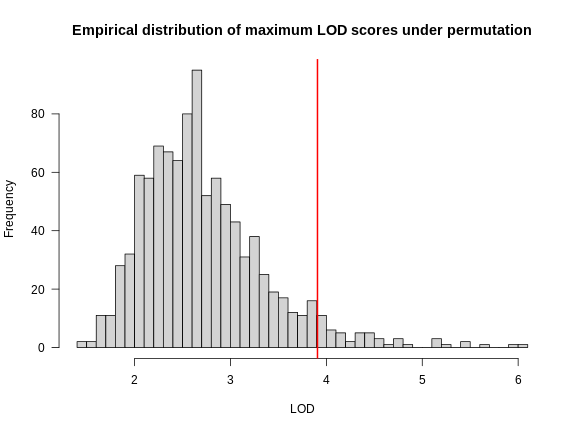 Empirical distribution of maximum LOD scores under permutation
Frequency
80
60
40
20
0
2 3 4 5 6
LOD